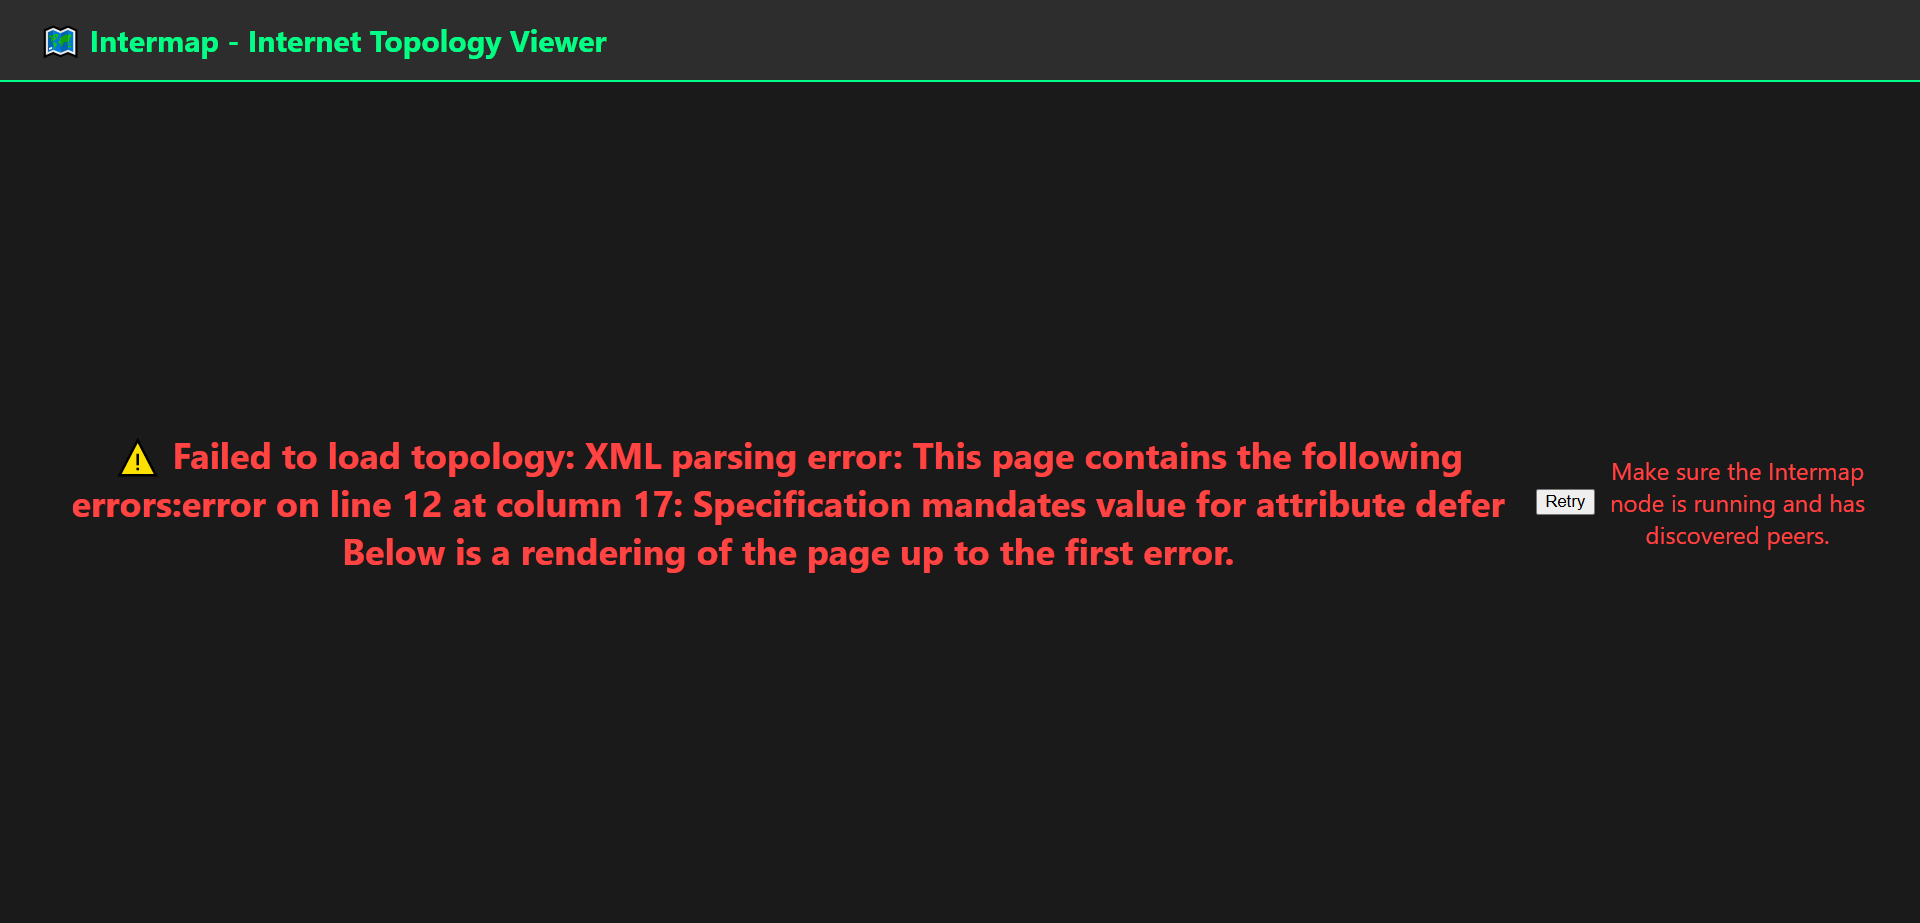 Intermap - Internet Topology Viewer
Failed to load topology: XML parsing error: This page contains the following
errors:error on line 12 at column 17: Specification mandates value for attribute defer
Below is a rendering of the page up to the first error.
Retry
Make sure the Intermap
node is running and has
discovered peers.